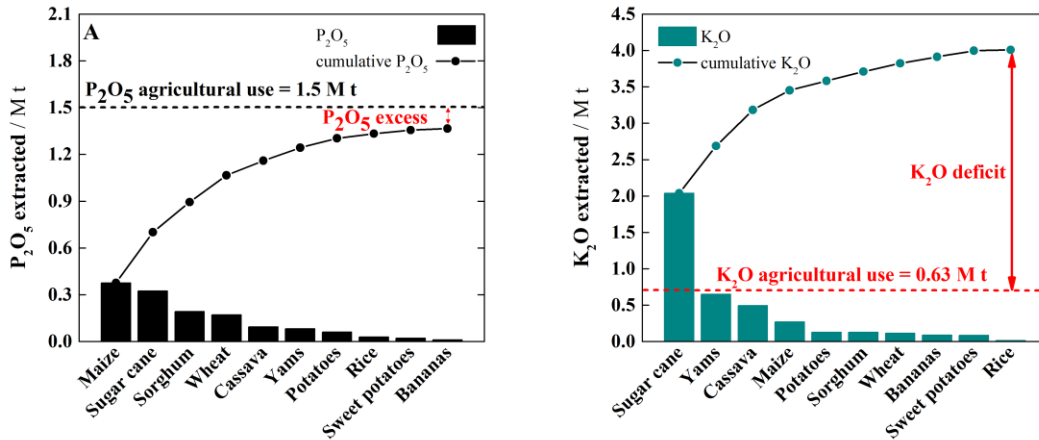 A
P₂O₅
cumulative P₂O₅
P₂O₅ agricultural use = 1.5 M t
P₂O₅ excess
P₂O₅ extracted / M t
2.1
1.8
1.5
1.2
0.9
0.6
0.3
0.0
Maize
Sugar cane
Sorghum
Wheat
Cassava
Yams
Potatoes
Rice
Sweet potatoes
Bananas
K₂O
cumulative K₂O
K₂O deficit
K₂O agricultural use = 0.63 M t
K₂O extracted / M t
4.0
3.5
3.0
2.5
2.0
1.5
1.0
0.5
0.0
Sugar cane
Yams
Cassava
Maize
Potatoes
Sorghum
Wheat
Bananas
Sweet potatoes
Rice